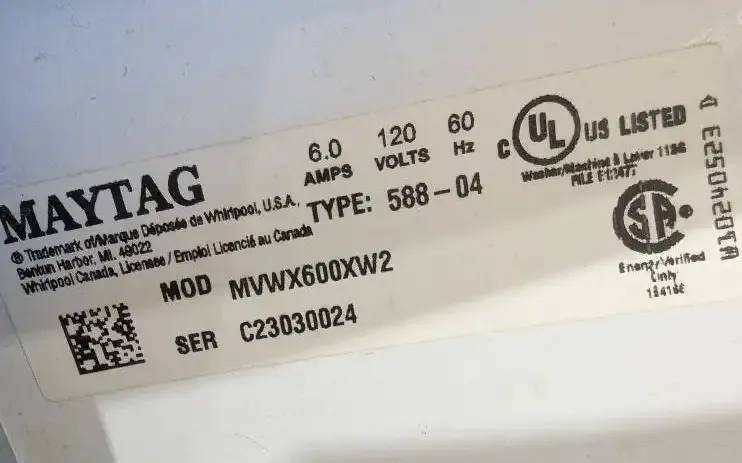 MAYTAG
® Trademark of/Marque Déposée de Whirlpool, U.S.A.,
Benton Harbor, MI. 49022
Whirlpool Canada, Licensee / Emploi Licencié au Canada
6.0 120 60
AMPS VOLTS Hz
TYPE: 588-04
MOD MVWX600XW2
SER C23030024
C UL US LISTED
Washer/Machine à Laver
FILE
SA
Energy Verified
Only